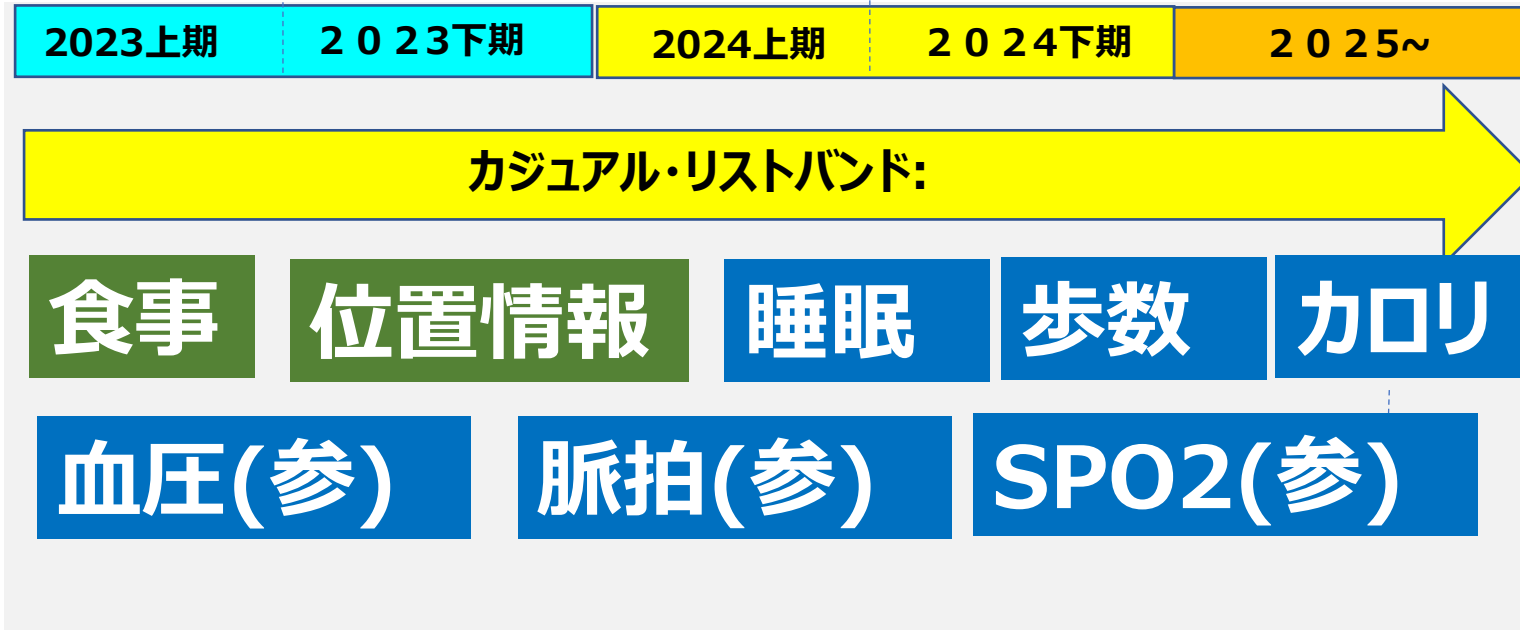 2023上期 ２０２3下期 2024上期 ２０２4下期 ２０２5~
カジュアル・リストバンド:
食事 位置情報 睡眠 歩数 カロリ
血圧(参) 脈拍(参) SPO2(参)